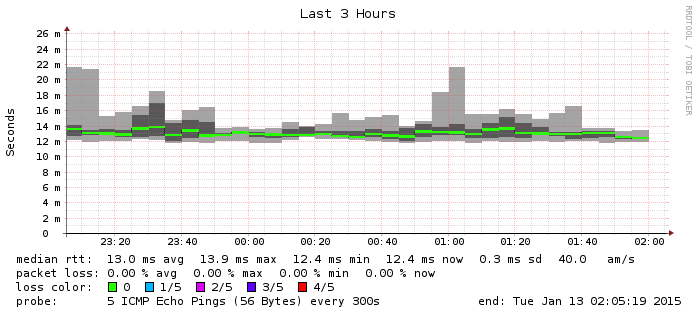 Last 3 Hours
RRDTOOL / TOBI OETIKER
Seconds
26 m
24 m
22 m
20 m
18 m
16 m
14 m
12 m
10 m
8 m
6 m
4 m
2 m
0
23:20 23:40 00:00 00:20 00:40 01:00 01:20 01:40 02:00
median rtt: 13.0 ms avg 13.9 ms max 12.4 ms min 12.4 ms now 0.3 ms sd 40.0 am/s
packet loss: 0.00 % avg 0.00 % max 0.00 % min 0.00 % now
loss color: 0 1/5 2/5 3/5 4/5
probe: 5 ICMP Echo Pings (56 Bytes) every 300s end: Tue Jan 13 02:05:19 2015